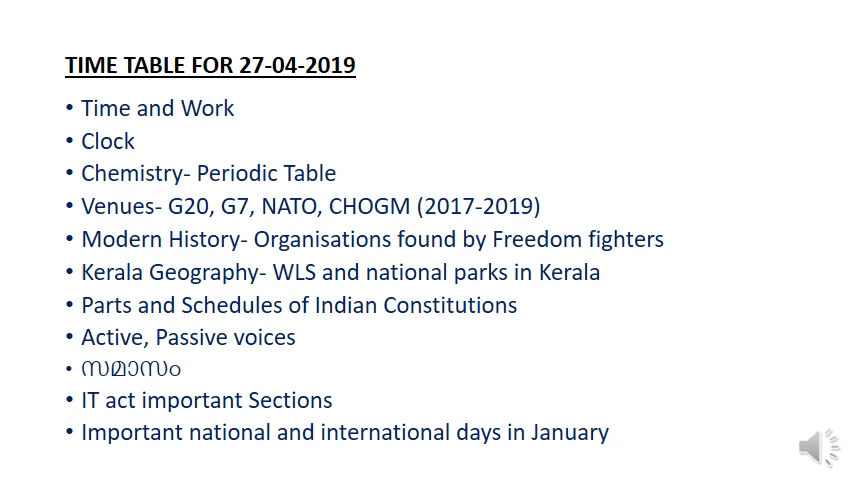 TIME TABLE FOR 27-04-2019
• Time and Work
• Clock
• Chemistry- Periodic Table
• Venues- G20, G7, NATO, CHOGM (2017-2019)
• Modern History- Organisations found by Freedom fighters
• Kerala Geography- WLS and national parks in Kerala
• Parts and Schedules of Indian Constitutions
• Active, Passive voices
• സമാസം
• IT act important Sections
• Important national and international days in January